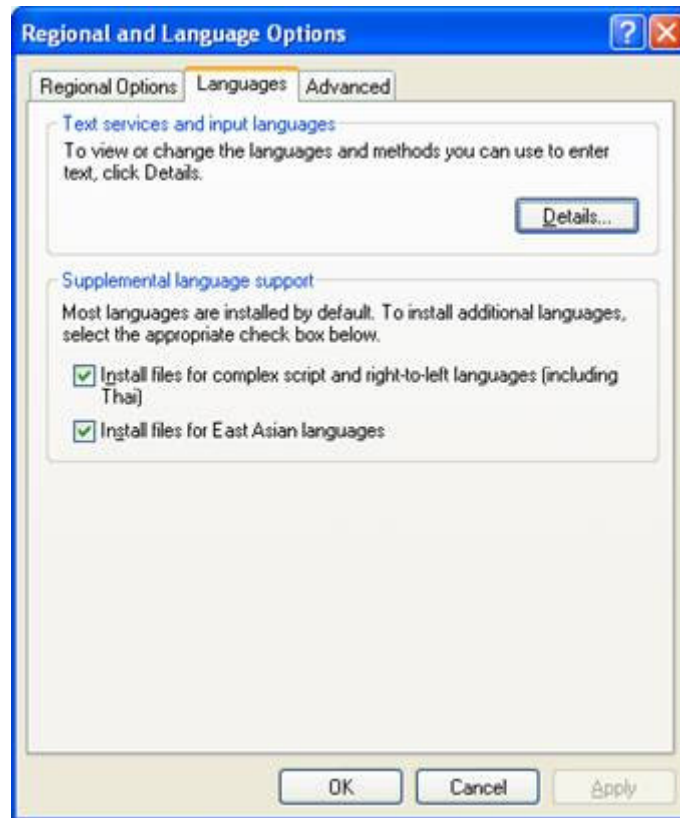 Regional and Language Options
Regional Options Languages Advanced
Text services and input languages
To view or change the languages and methods you can use to enter
text, click Details.
Details...
Supplemental language support
Most languages are installed by default. To install additional languages,
select the appropriate check box below.
Install files for complex script and right-to-left languages (including
Thai)
Install files for East Asian languages
OK Cancel Apply